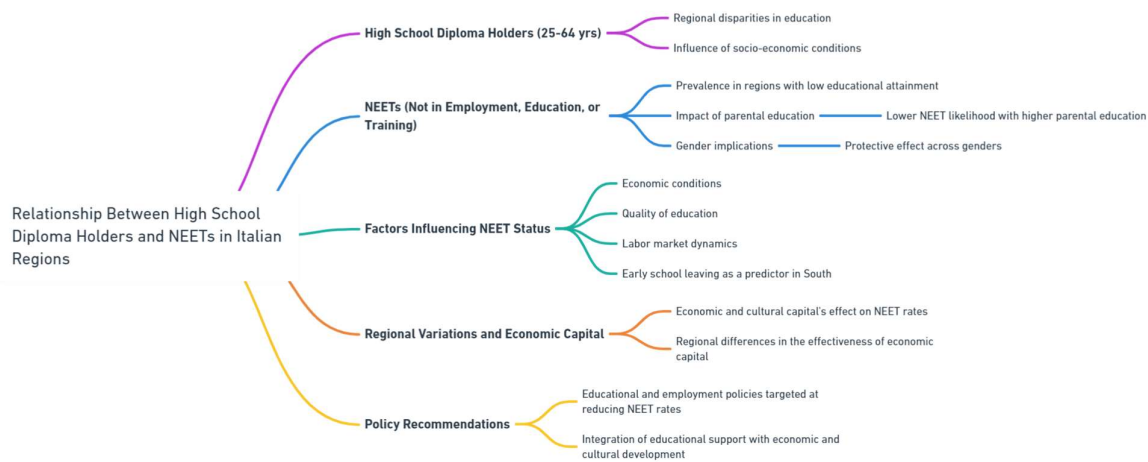 Relationship Between High School
Diploma Holders and NEETs in Italian
Regions
High School Diploma Holders (25-64 yrs)
Regional disparities in education
Influence of socio-economic conditions
NEETs (Not in Employment, Education, or
Training)
Prevalence in regions with low educational attainment
Impact of parental education
Lower NEET likelihood with higher parental education
Gender implications
Protective effect across genders
Factors Influencing NEET Status
Economic conditions
Quality of education
Labor market dynamics
Early school leaving as a predictor in South
Regional Variations and Economic Capital
Economic and cultural capital's effect on NEET rates
Regional differences in the effectiveness of economic
capital
Policy Recommendations
Educational and employment policies targeted at
reducing NEET rates
Integration of educational support with economic and
cultural development